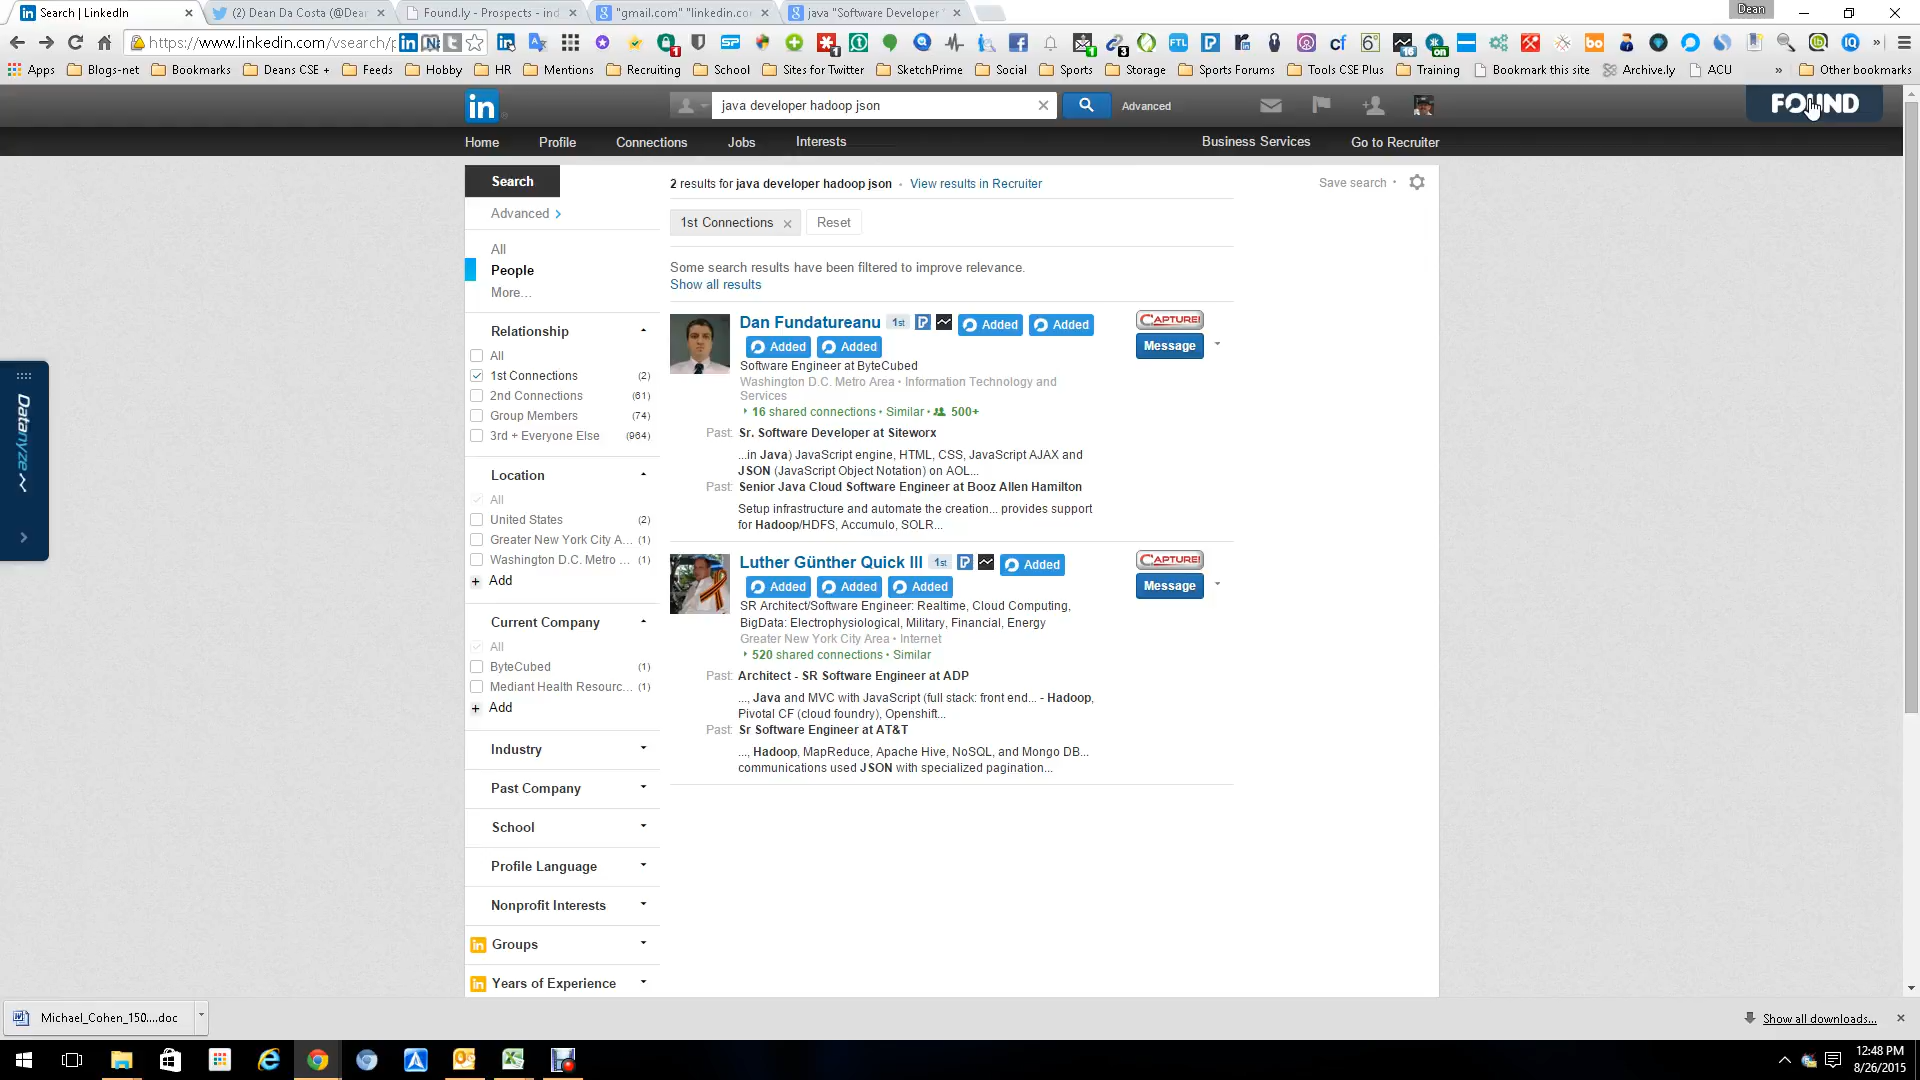 Search | LinkedIn
(2) Dean Da Costa (@Dean
Found.ly - Prospects - ind
"gmail.com" "linkedin.co
java "Software Developer
Dean
https://www.linkedin.com/vsearch/p
Apps
Blogs-net
Bookmarks
Deans CSE +
Feeds
Hobby
HR
Mentions
Recruiting
School
Sites for Twitter
SketchPrime
Social
Sports
Storage
Sports Forums
Tools CSE Plus
Training
Bookmark this site
Archive.ly
ACU
»
Other bookmarks
in
java developer hadoop json
Advanced
FOUND
Home
Profile
Connections
Jobs
Interests
Business Services
Go to Recruiter
Search
Advanced
All
People
More...
Relationship
All
1st Connections (2)
2nd Connections (61)
Group Members (74)
3rd + Everyone Else (964)
Location
All
United States (2)
Greater New York City A... (1)
Washington D.C. Metro ... (1)
+ Add
Current Company
All
ByteCubed (1)
Mediant Health Resourc... (1)
+ Add
Industry
Past Company
School
Profile Language
Nonprofit Interests
Groups
Years of Experience
2 results for java developer hadoop json • View results in Recruiter
Save search •
1st Connections ×
Reset
Some search results have been filtered to improve relevance.
Show all results
Dan Fundatureanu 1st Added Added
Added Added
Software Engineer at ByteCubed
Washington D.C. Metro Area • Information Technology and
Services
16 shared connections • Similar • 500+
Past: Sr. Software Developer at Siteworx
...in Java) JavaScript engine, HTML, CSS, JavaScript AJAX and
JSON (JavaScript Object Notation) on AOL...
Past: Senior Java Cloud Software Engineer at Booz Allen Hamilton
Setup infrastructure and automate the creation... provides support
for Hadoop/HDFS, Accumulo, SOLR...
CAPTURE!
Message
Luther Günther Quick III 1st Added
Added Added Added
SR Architect/Software Engineer: Realtime, Cloud Computing,
BigData: Electrophysiological, Military, Financial, Energy
Greater New York City Area • Internet
520 shared connections • Similar
Past: Architect - SR Software Engineer at ADP
..., Java and MVC with JavaScript (full stack: front end... - Hadoop,
Pivotal CF (cloud foundry), Openshift...
Past: Sr Software Engineer at AT&T
..., Hadoop, MapReduce, Apache Hive, NoSQL, and Mongo DB...
communications used JSON with specialized pagination...
CAPTURE!
Message
Datanyze
Michael_Cohen_150....doc
Show all downloads...
12:48 PM
8/26/2015